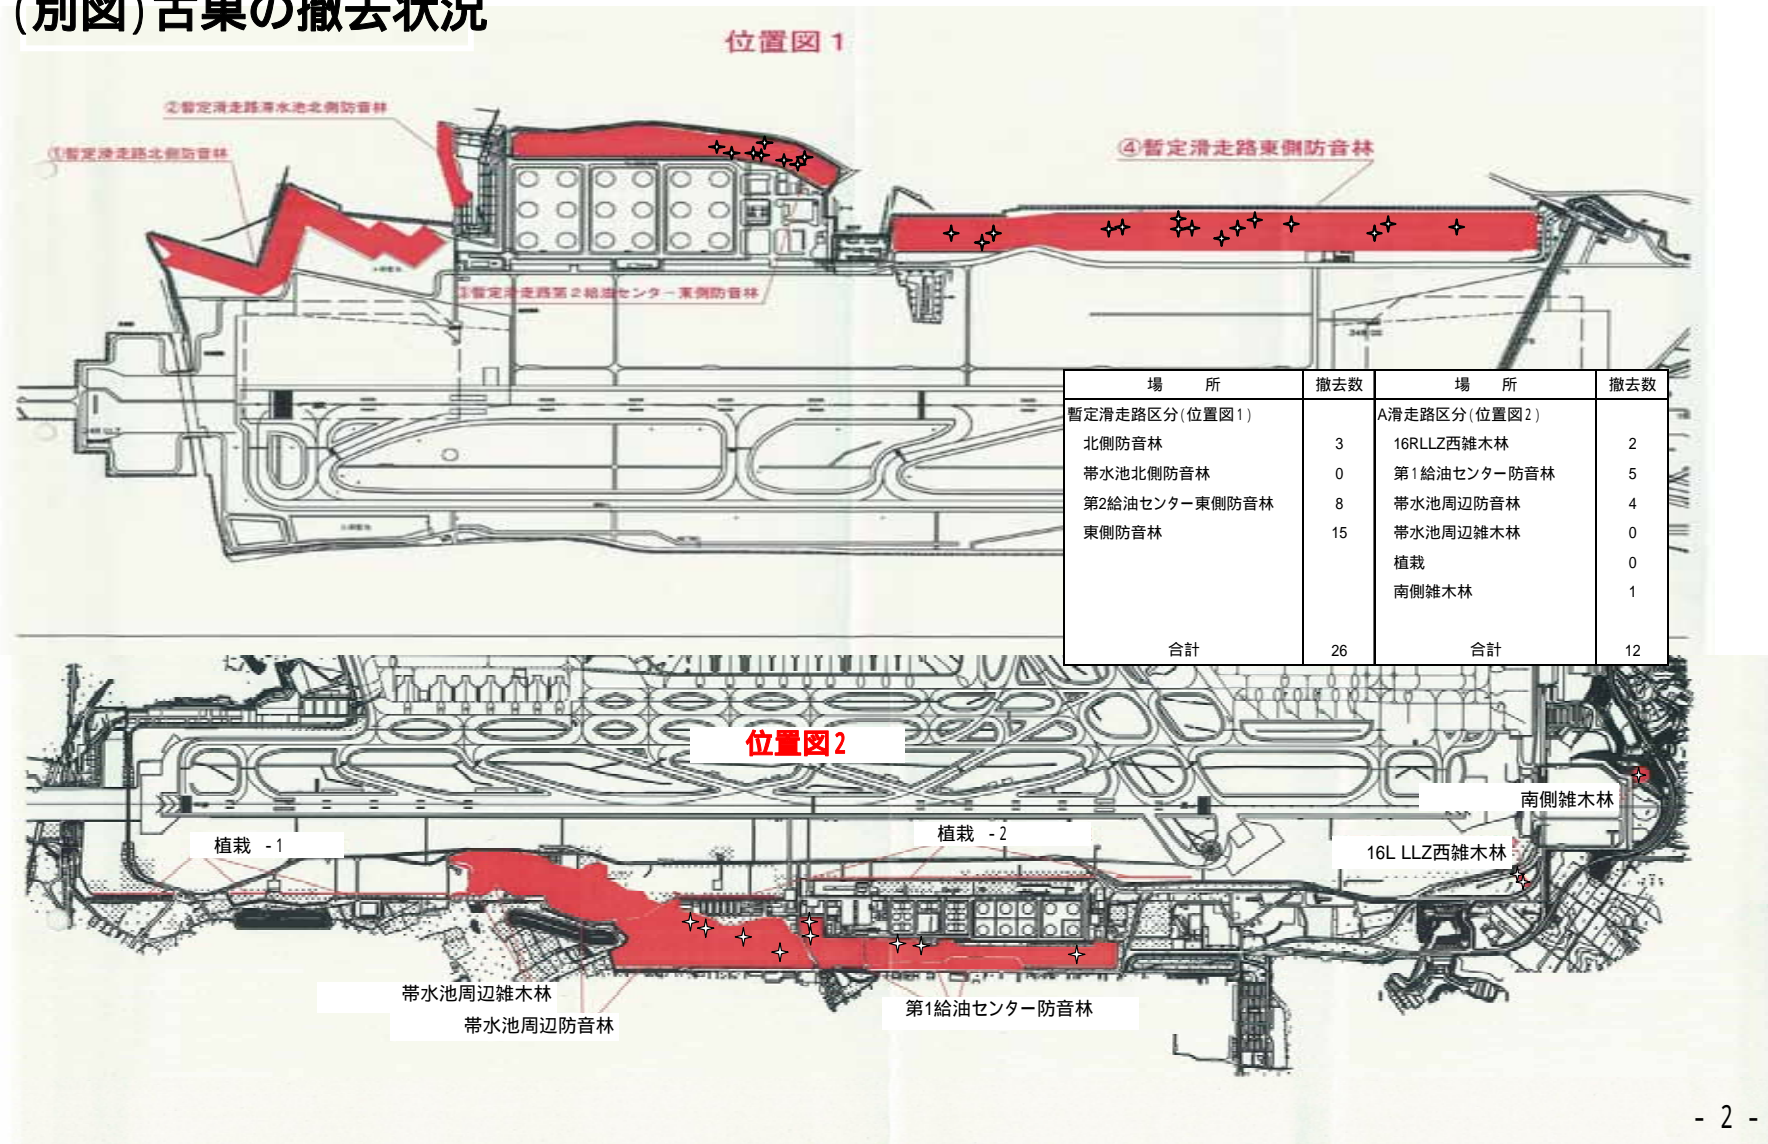 (別図)古巣の撤去状況
位置図1
②暫定滑走路滞水池北側防音林
①暫定滑走路北側防音林
④暫定滑走路東側防音林
③暫定滑走路第2給油センター東側防音林
場 所 撤去数 場 所 撤去数
暫定滑走路区分(位置図1) A滑走路区分(位置図2)
北側防音林 3 16RLLZ西雑木林 2
帯水池北側防音林 0 第1給油センター防音林 5
第2給油センター東側防音林 8 帯水池周辺防音林 4
東側防音林 15 帯水池周辺雑木林 0
植栽 0
南側雑木林 1
合計 26 合計 12
位置図2
南側雑木林
植栽 -1
植栽 -2
16L LLZ西雑木林
帯水池周辺雑木林
帯水池周辺防音林
第1給油センター防音林
- 2 -